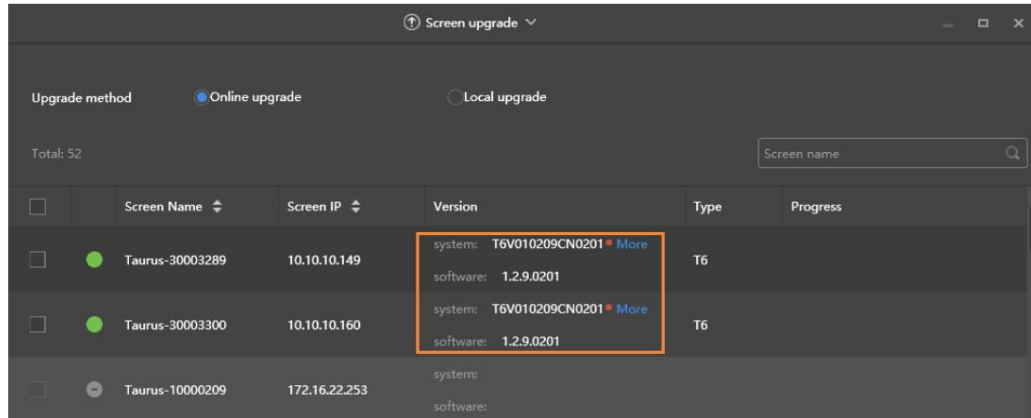 Screen upgrade
Upgrade method Online upgrade Local upgrade
Total: 52 Screen name
Screen Name Screen IP Version Type Progress
system: T6V010209CN0201 More
Taurus-30003289 10.10.10.149 T6
software: 1.2.9.0201
system: T6V010209CN0201 More
Taurus-30003300 10.10.10.160 T6
software: 1.2.9.0201
system:
Taurus-10000209 172.16.22.253
software: